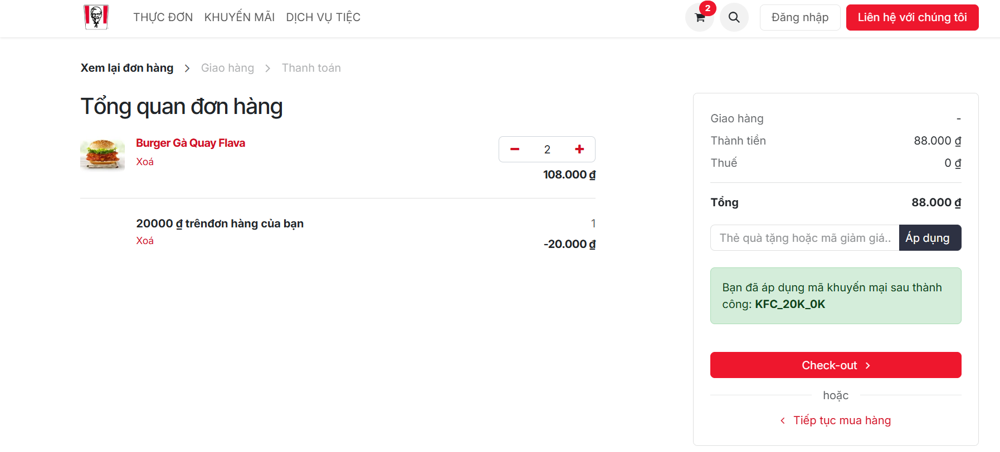 THỰC ĐƠN KHUYẾN MÃI DỊCH VỤ TIỆC 2 Đăng nhập Liên hệ với chúng tôi
Xem lại đơn hàng > Giao hàng > Thanh toán
Tổng quan đơn hàng
Burger Gà Quay Flava
Xoá
2
108.000 ₫
20000 ₫ trênđơn hàng của bạn
1
Xoá
-20.000 ₫
Giao hàng -
Thành tiền 88.000 ₫
Thuế 0 ₫
Tổng 88.000 ₫
Thẻ quà tặng hoặc mã giảm giá.. Áp dụng
Bạn đã áp dụng mã khuyến mại sau thành
công: KFC_20K_0K
Check-out >
hoặc
< Tiếp tục mua hàng